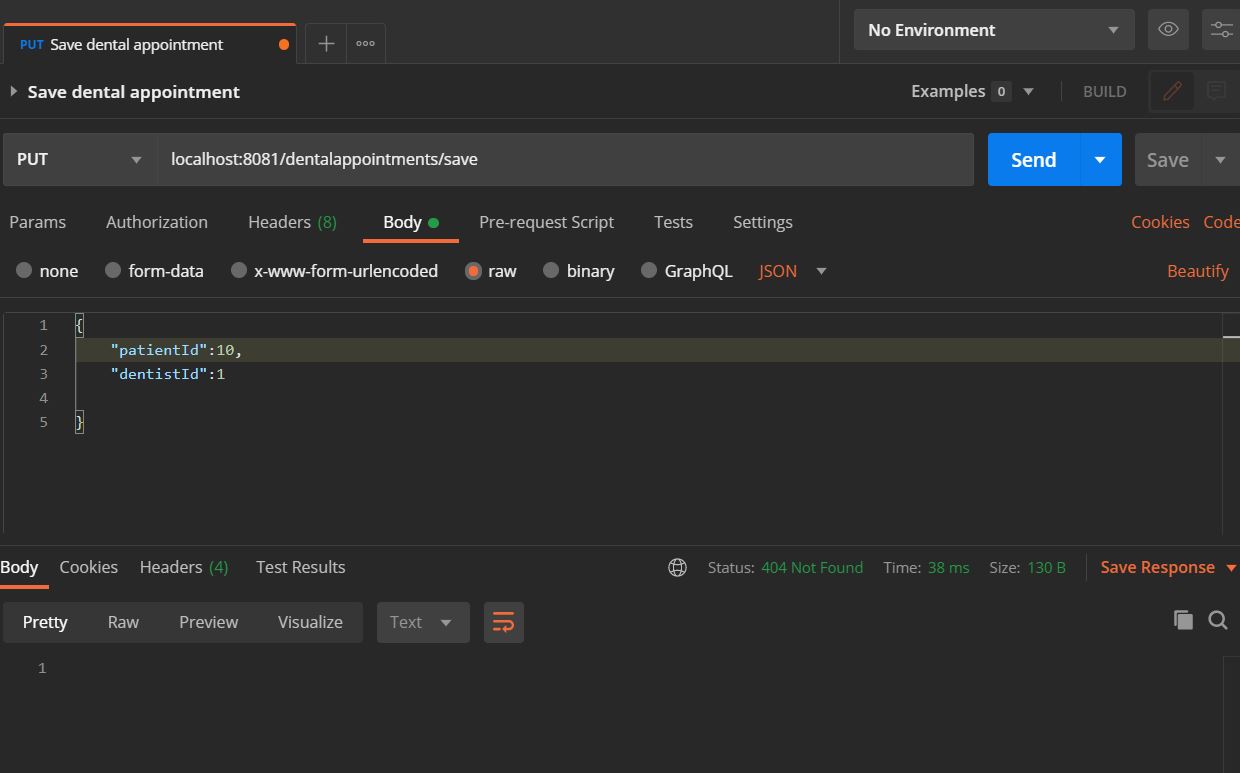 PUT Save dental appointment
No Environment
Save dental appointment
Examples 0
BUILD
PUT
localhost:8081/dentalappointments/save
Send
Save
Params Authorization Headers (8) Body Pre-request Script Tests Settings Cookies Code
none form-data x-www-form-urlencoded raw binary GraphQL JSON Beautify
1 {
2 "patientId":10,
3 "dentistId":1
4
5 }
Body Cookies Headers (4) Test Results Status: 404 Not Found Time: 38 ms Size: 130 B Save Response
Pretty Raw Preview Visualize Text
1